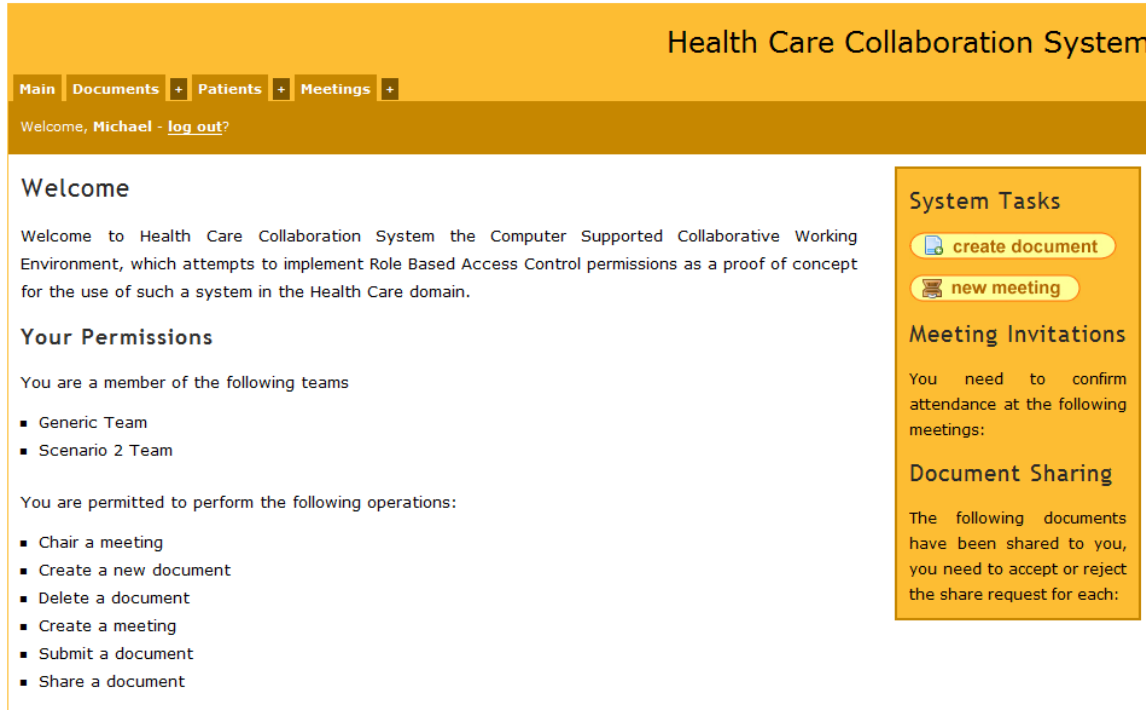 Health Care Collaboration System
Main Documents + Patients + Meetings +
Welcome, Michael - log out?
Welcome
Welcome to Health Care Collaboration System the Computer Supported Collaborative Working
Environment, which attempts to implement Role Based Access Control permissions as a proof of concept
for the use of such a system in the Health Care domain.
Your Permissions
You are a member of the following teams
▪ Generic Team
▪ Scenario 2 Team
You are permitted to perform the following operations:
▪ Chair a meeting
▪ Create a new document
▪ Delete a document
▪ Create a meeting
▪ Submit a document
▪ Share a document
System Tasks
create document
new meeting
Meeting Invitations
You need to confirm
attendance at the following
meetings:
Document Sharing
The following documents
have been shared to you,
you need to accept or reject
the share request for each: